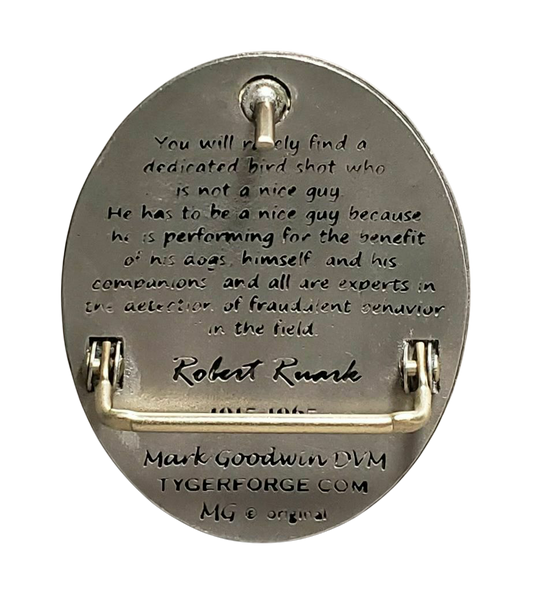 You will rarely find a
dedicated bird shot who
is not a nice guy.
He has to be a nice guy because
he is performing for the benefit
of his dogs, himself and his
companions and all are experts in
the detection of fraudulent behavior
in the field.
Robert Ruark
1915-1965
Mark Goodwin DVM
TYGERFORGE COM
MG © original